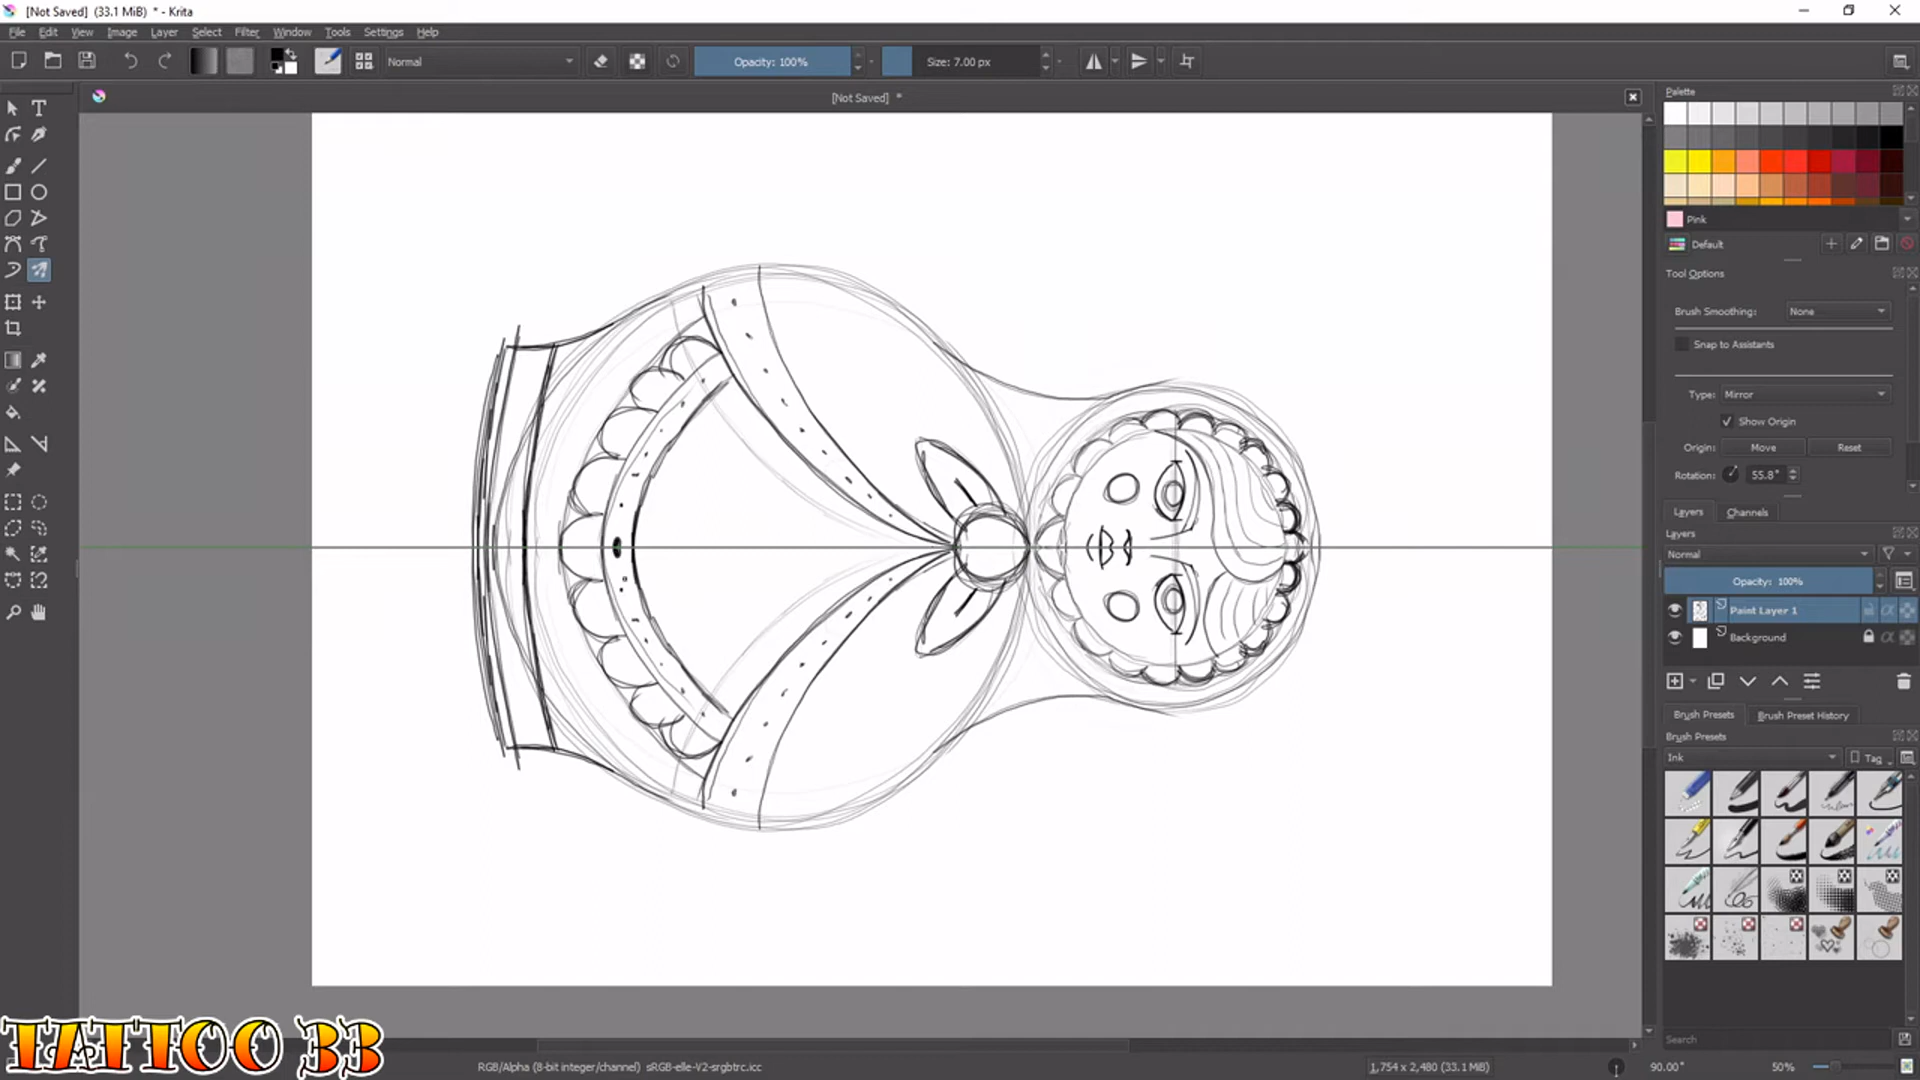 [Not Saved] (33.1 MiB) * - Krita
File Edit View Image Layer Select Filter Window Tools Settings Help
Normal
Opacity: 100%
Size: 7.00 px
[Not Saved] *
Palette
Pink
Default
Tool Options
Brush Smoothing: None
Snap to Assistants
Type: Mirror
Show Origin
Origin: Move Reset
Rotation: 55.8°
Layers Channels
Layers
Normal
Opacity: 100%
Paint Layer 1
Background
Brush Presets Brush Preset History
Brush Presets
Ink Tag
Search
TATTOO 33
RGB/Alpha (8-bit integer/channel) sRGB-elle-V2-srgbtrc.icc
1,754 x 2,480 (33.1 MiB)
90.00°
50%